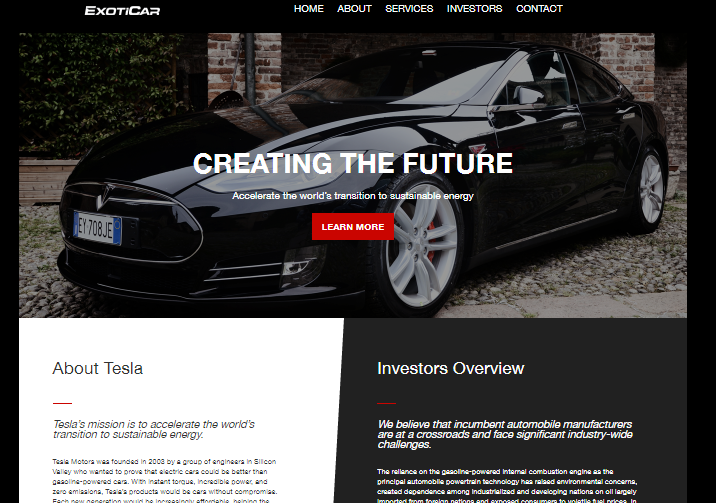 EXOTICAR
HOME ABOUT SERVICES INVESTORS CONTACT
CREATING THE FUTURE
Accelerate the world's transition to sustainable energy
LEARN MORE
EY 708JE
About Tesla
Tesla's mission is to accelerate the world's
transition to sustainable energy.
Tesla Motors was founded in 2003 by a group of engineers in Silicon
Valley who wanted to prove that electric cars could be better than
gasoline-powered cars. With instant torque, incredible power, and
zero emissions, Tesla's products would be cars without compromise.
Each new generation would be increasingly affordable, helping the
Investors Overview
We believe that incumbent automobile manufacturers
are at a crossroads and face significant industry-wide
challenges.
The reliance on the gasoline-powered internal combustion engine as the
principal automobile powertrain technology has raised environmental concerns,
created dependence among industrialized and developing nations on oil largely
imported from foreign nations and exposed consumers to volatile fuel prices. In